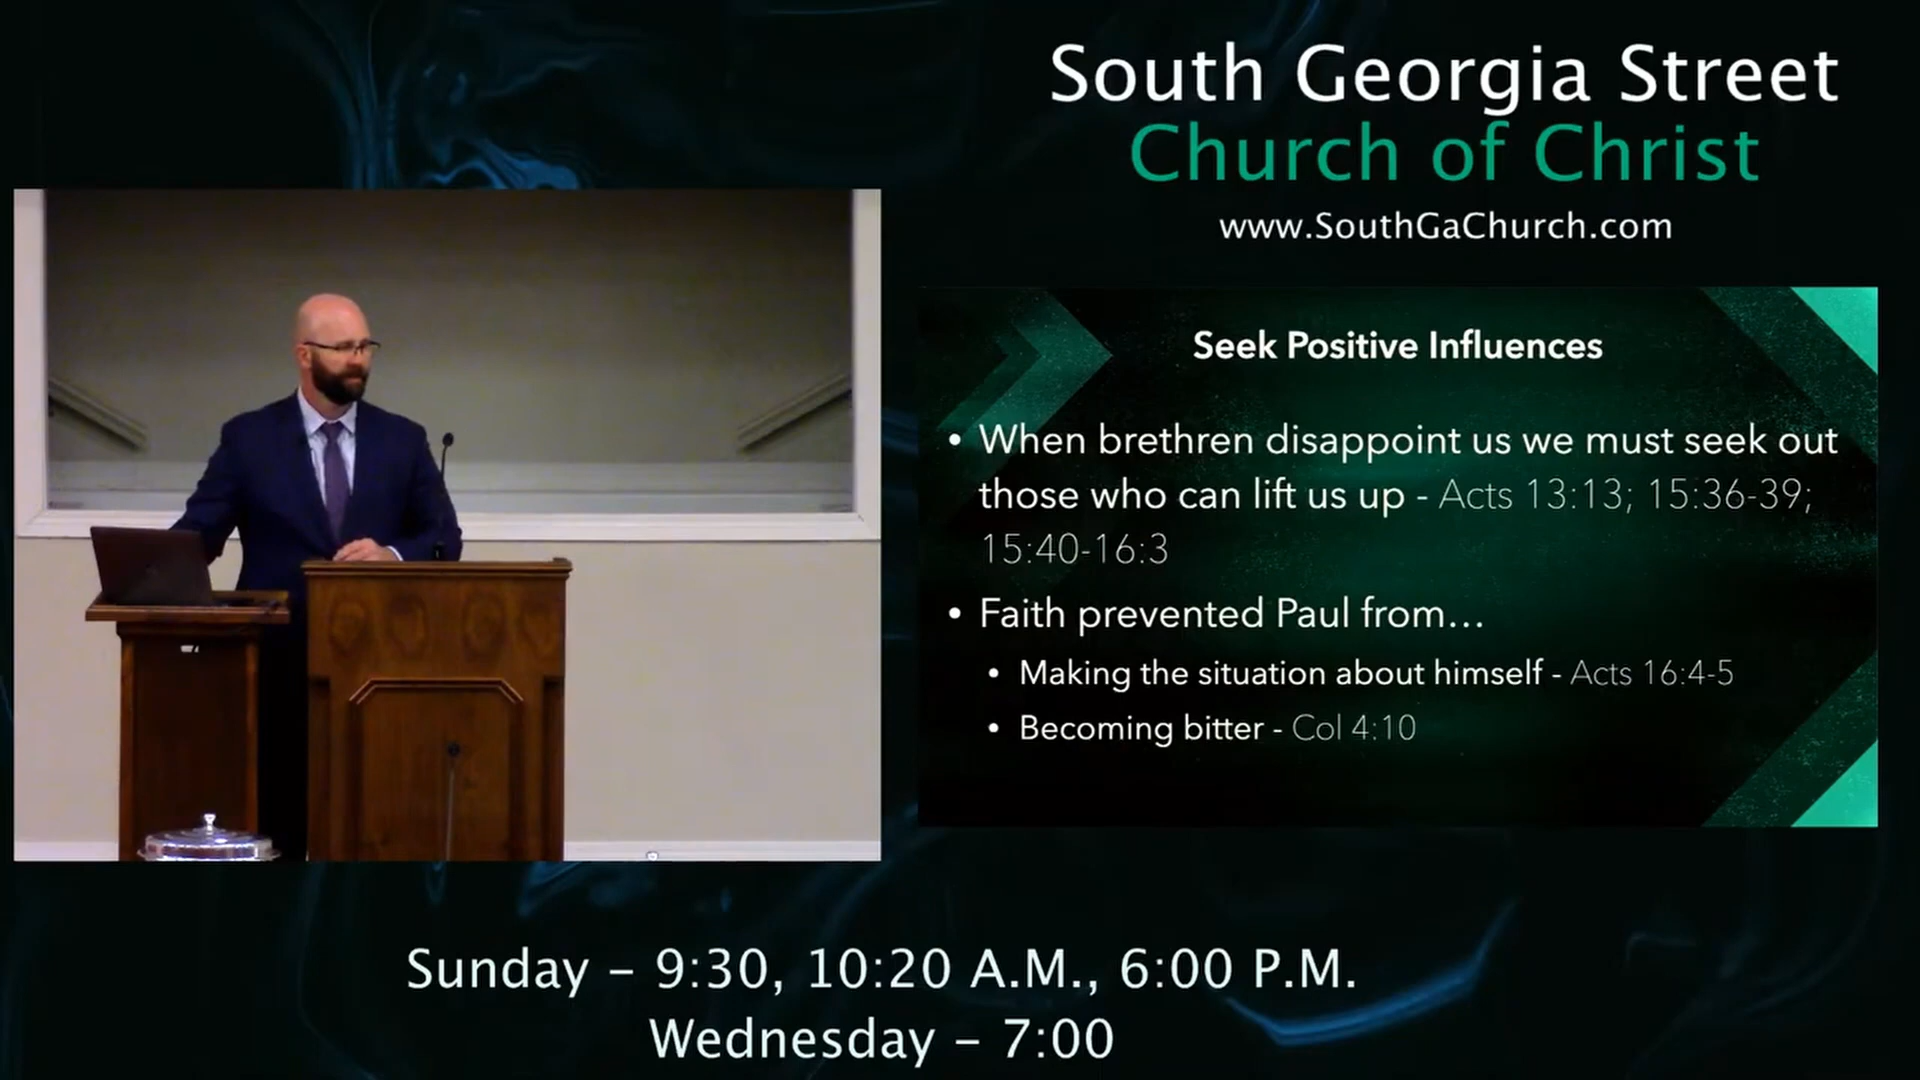 South Georgia Street
Church of Christ
www.SouthGaChurch.com
Seek Positive Influences
• When brethren disappoint us we must seek out
those who can lift us up - Acts 13:13; 15:36-39;
15:40-16:3
• Faith prevented Paul from...
• Making the situation about himself - Acts 16:4-5
• Becoming bitter - Col 4:10
Sunday – 9:30, 10:20 A.M., 6:00 P.M.
Wednesday – 7:00